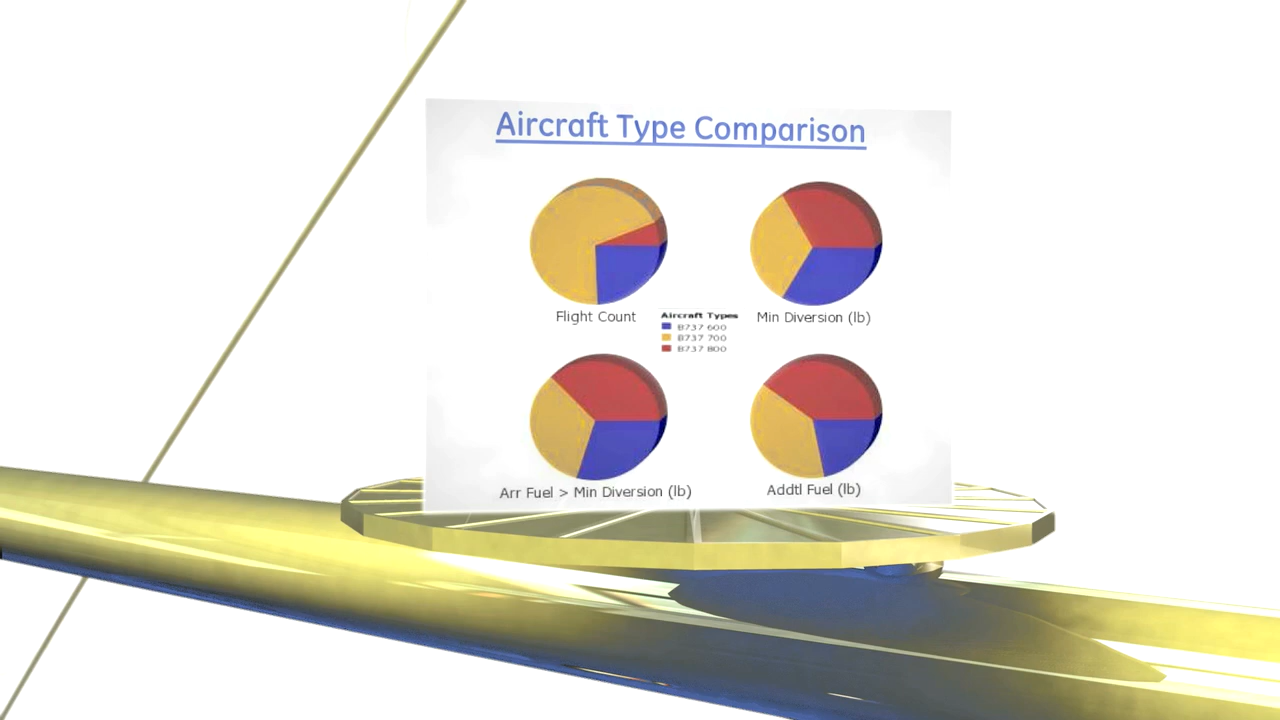 Aircraft Type Comparison
Flight Count
Min Diversion (lb)
Aircraft Types
B737 600
B737 700
B737 800
Arr Fuel > Min Diversion (lb)
Addtl Fuel (lb)